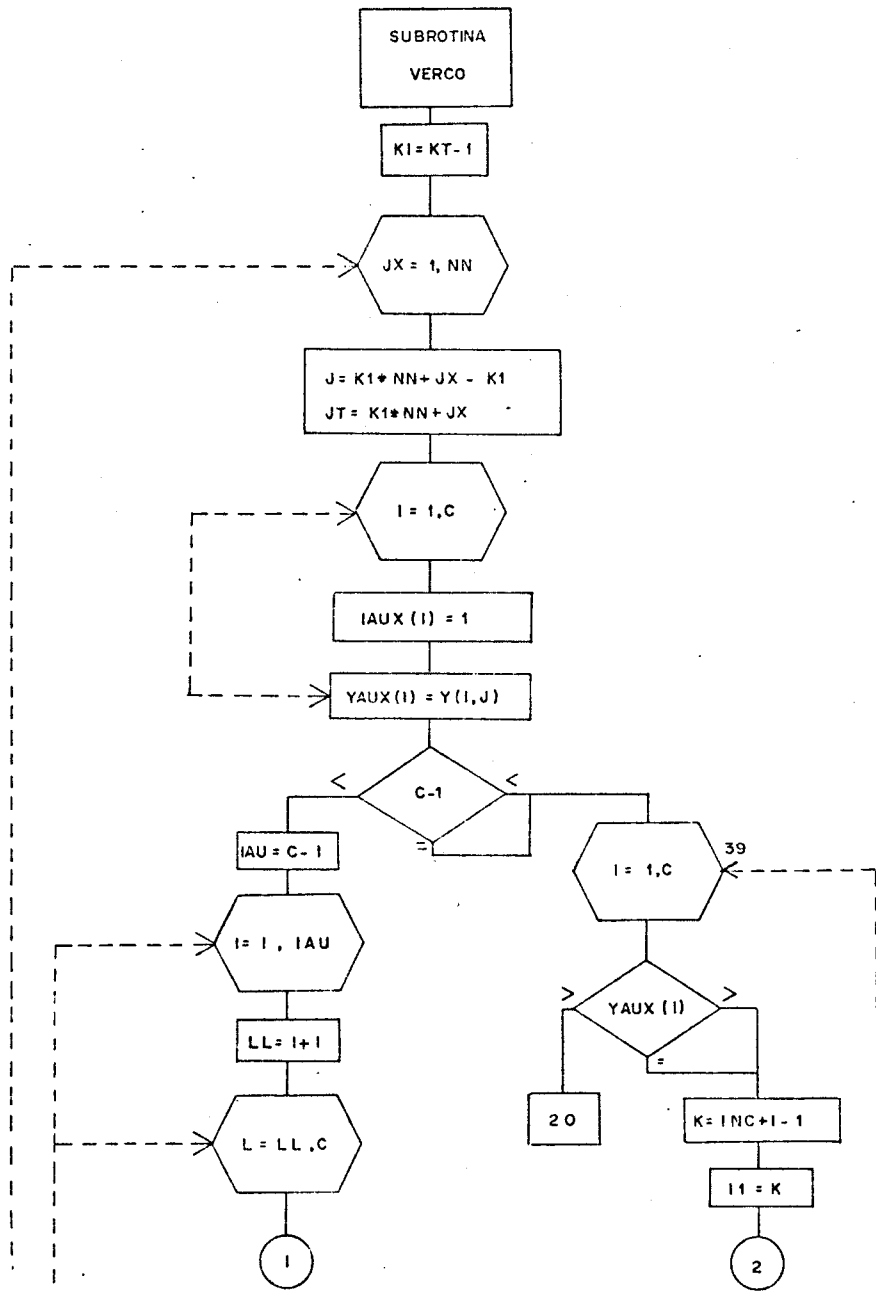 SUBROTINA
VERCO
K1 = KT - 1
JX = 1, NN
J = K1*NN + JX - K1
JT = K1*NN + JX
I = 1, C
IAUX (I) = 1
YAUX (I) = Y (I, J)
<
C-1
<
=
IAU = C - 1
I = 1, IAU
LL = I + 1
L = LL, C
1
39
I = 1, C
>
YAUX (I)
>
=
20
K = INC + I - 1
I1 = K
2